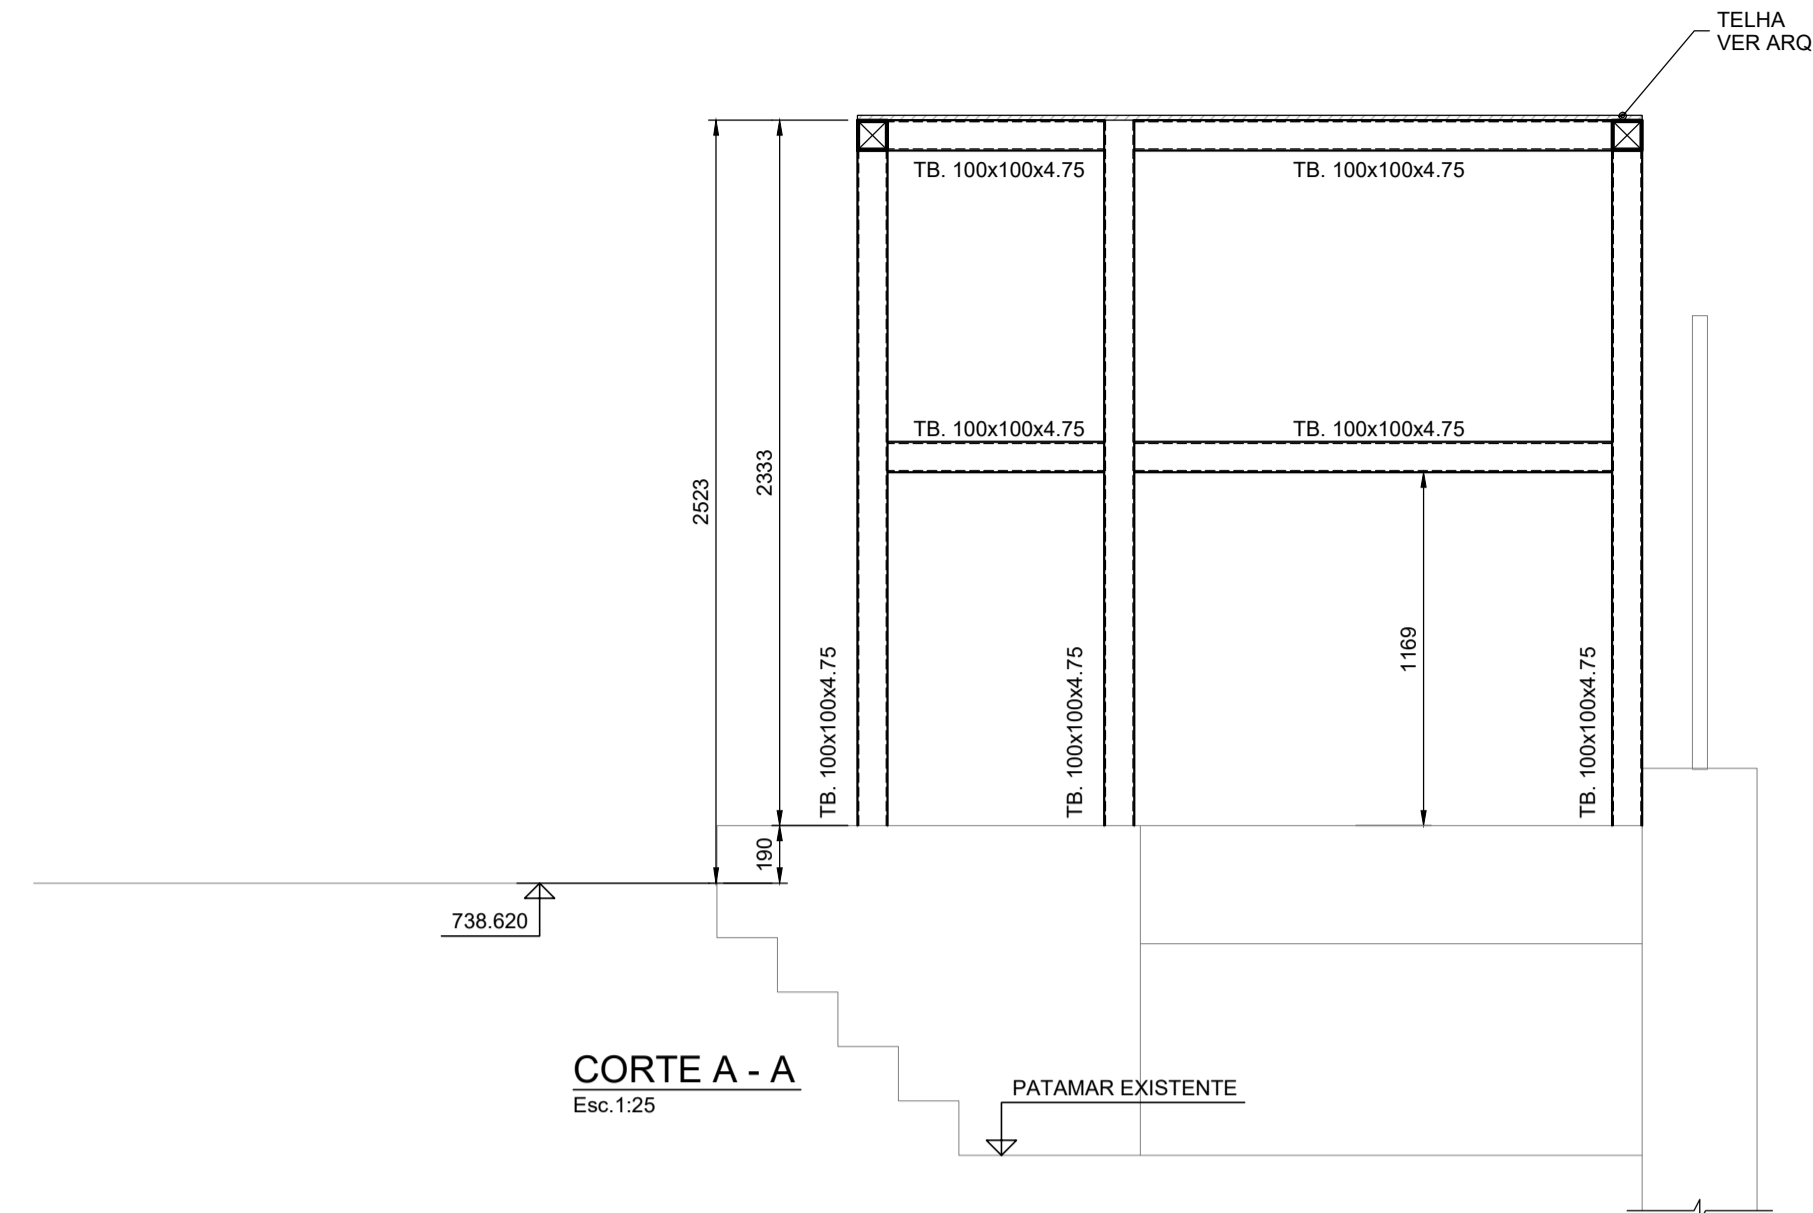 TELHA
VER ARQ
TB. 100x100x4.75
TB. 100x100x4.75
TB. 100x100x4.75
TB. 100x100x4.75
2523
2333
1169
TB. 100x100x4.75
TB. 100x100x4.75
TB. 100x100x4.75
190
738.620
CORTE A - A
Esc.1:25
PATAMAR EXISTENTE